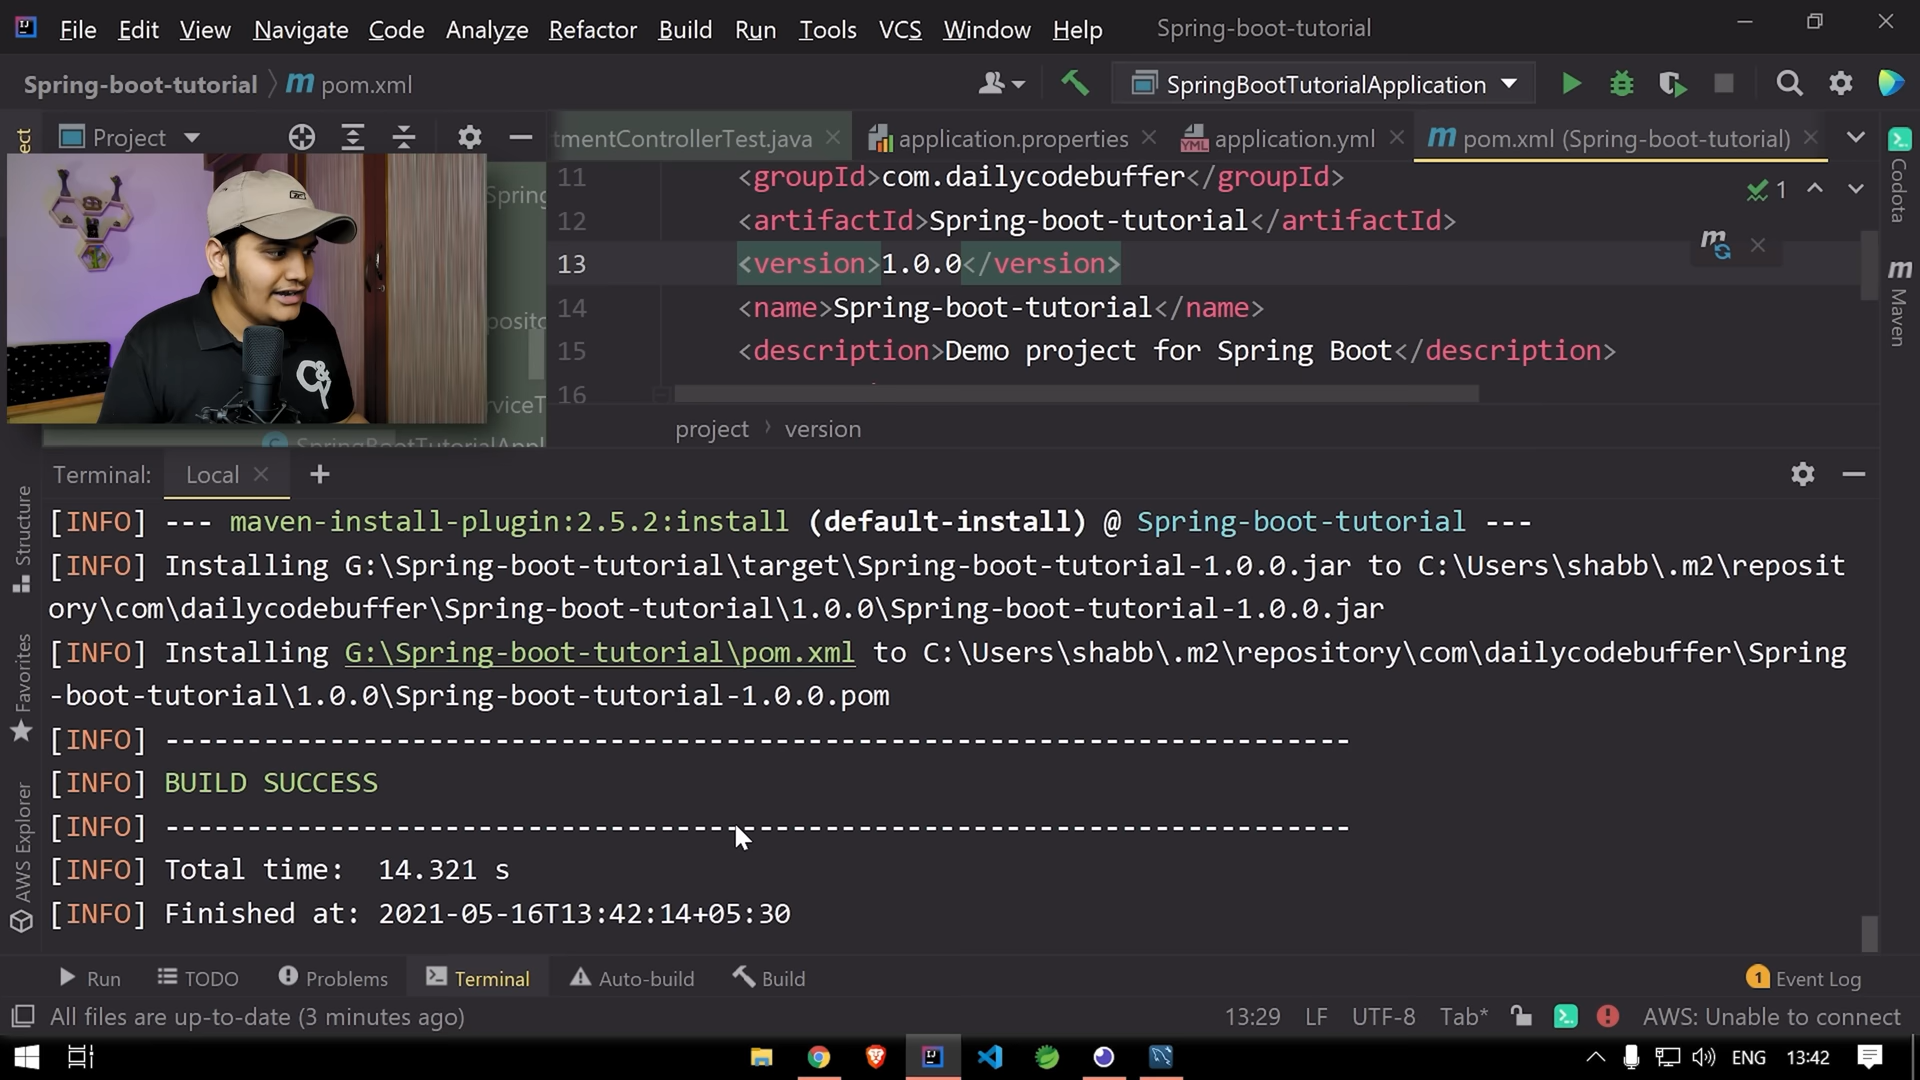 File Edit View Navigate Code Analyze Refactor Build Run Tools VCS Window Help Spring-boot-tutorial
Spring-boot-tutorial pom.xml SpringBootTutorialApplication
Project tmentControllerTest.java application.properties application.yml pom.xml (Spring-boot-tutorial)
11 <groupId>com.dailycodebuffer</groupId>
12 <artifactId>Spring-boot-tutorial</artifactId>
13 <version>1.0.0</version>
14 <name>Spring-boot-tutorial</name>
15 <description>Demo project for Spring Boot</description>
16
1
project version
Codota
Maven
Terminal: Local
[INFO] --- maven-install-plugin:2.5.2:install (default-install) @ Spring-boot-tutorial ---
[INFO] Installing G:\Spring-boot-tutorial\target\Spring-boot-tutorial-1.0.0.jar to C:\Users\shabb\.m2\reposit
ory\com\dailycodebuffer\Spring-boot-tutorial\1.0.0\Spring-boot-tutorial-1.0.0.jar
[INFO] Installing G:\Spring-boot-tutorial\pom.xml to C:\Users\shabb\.m2\repository\com\dailycodebuffer\Spring
-boot-tutorial\1.0.0\Spring-boot-tutorial-1.0.0.pom
[INFO] ------------------------------------------------------------------------
[INFO] BUILD SUCCESS
[INFO] ------------------------------------------------------------------------
[INFO] Total time:  14.321 s
[INFO] Finished at: 2021-05-16T13:42:14+05:30
Structure
Favorites
AWS Explorer
Run TODO Problems Terminal Auto-build Build 1 Event Log
All files are up-to-date (3 minutes ago) 13:29 LF UTF-8 Tab* AWS: Unable to connect
ENG 13:42